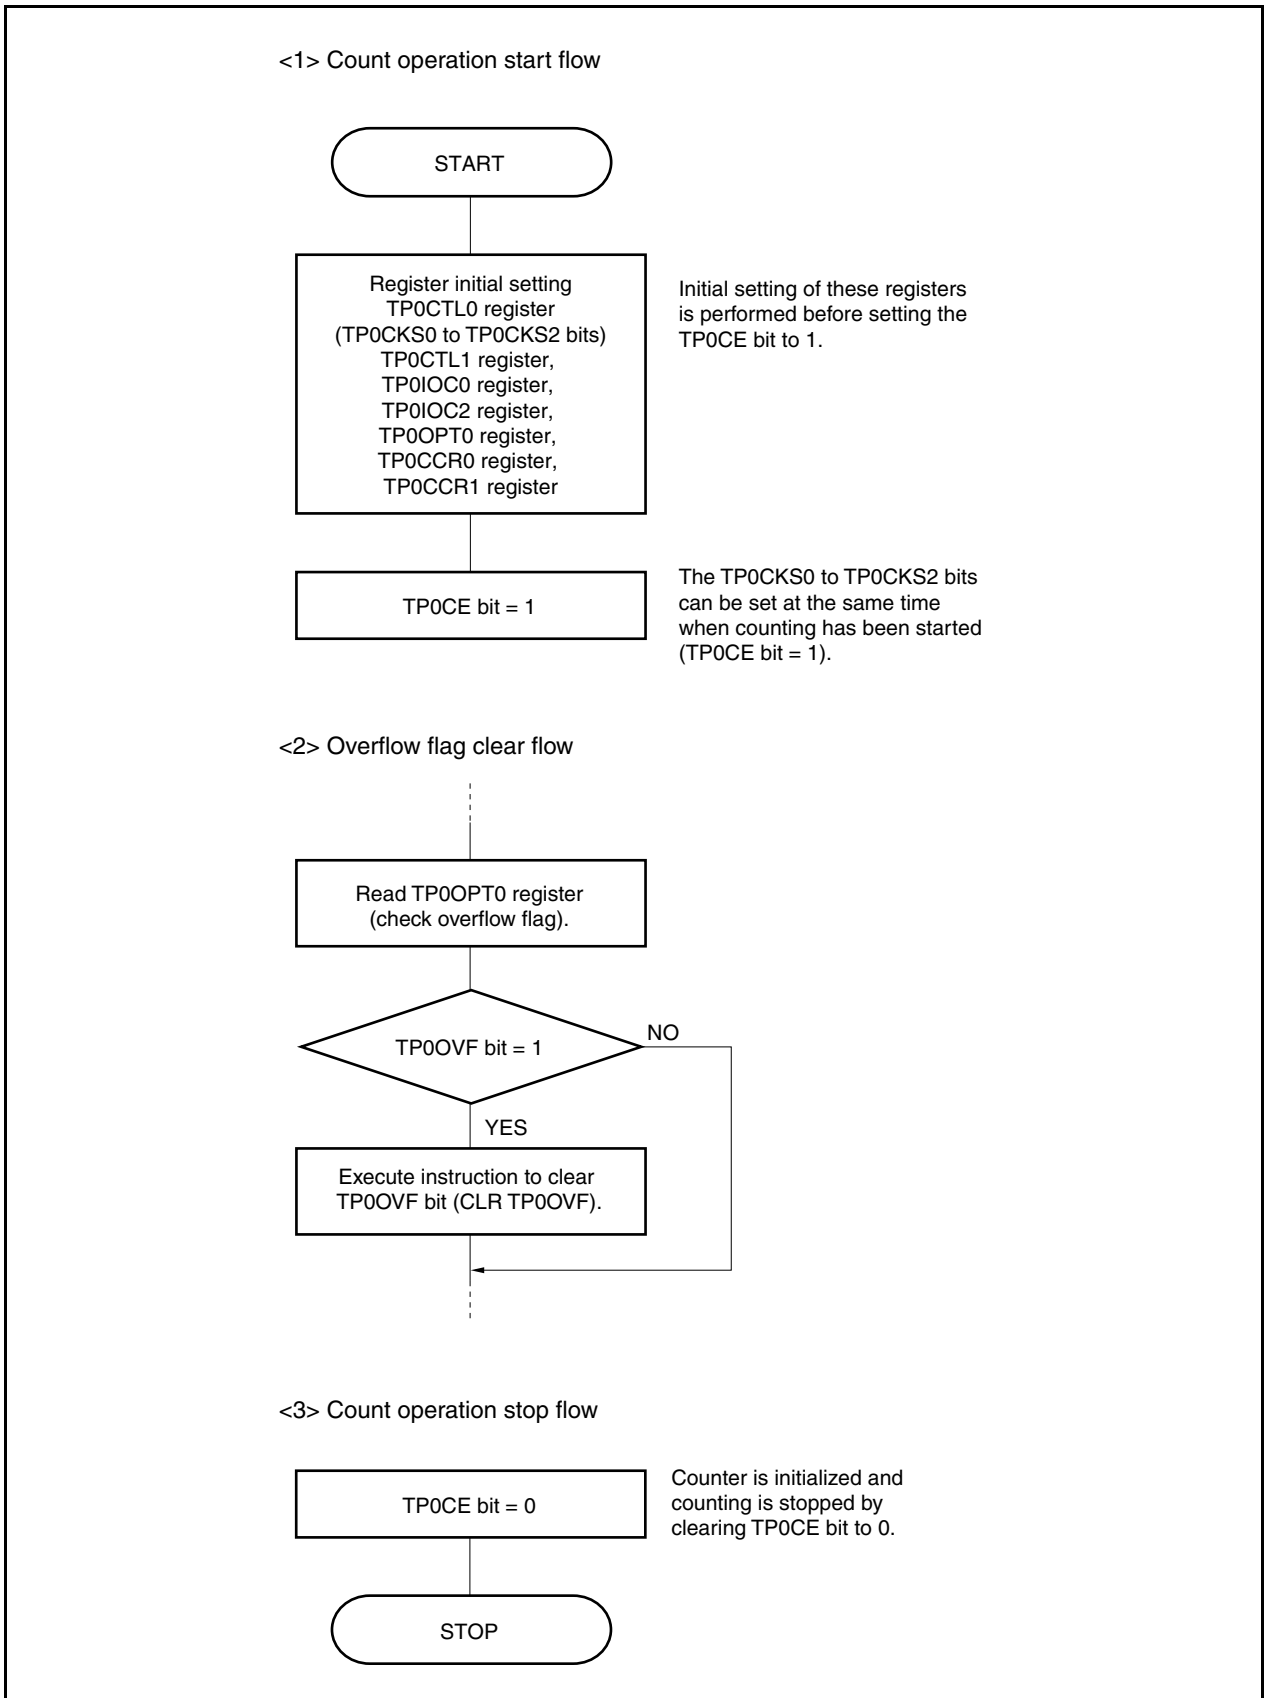 <1> Count operation start flow
START
Register initial setting
TP0CTL0 register
(TP0CKS0 to TP0CKS2 bits)
TP0CTL1 register,
TP0IOC0 register,
TP0IOC2 register,
TP0OPT0 register,
TP0CCR0 register,
TP0CCR1 register
Initial setting of these registers
is performed before setting the
TP0CE bit to 1.
TP0CE bit = 1
The TP0CKS0 to TP0CKS2 bits
can be set at the same time
when counting has been started
(TP0CE bit = 1).
<2> Overflow flag clear flow
Read TP0OPT0 register
(check overflow flag).
TP0OVF bit = 1
NO
YES
Execute instruction to clear
TP0OVF bit (CLR TP0OVF).
<3> Count operation stop flow
TP0CE bit = 0
Counter is initialized and
counting is stopped by
clearing TP0CE bit to 0.
STOP